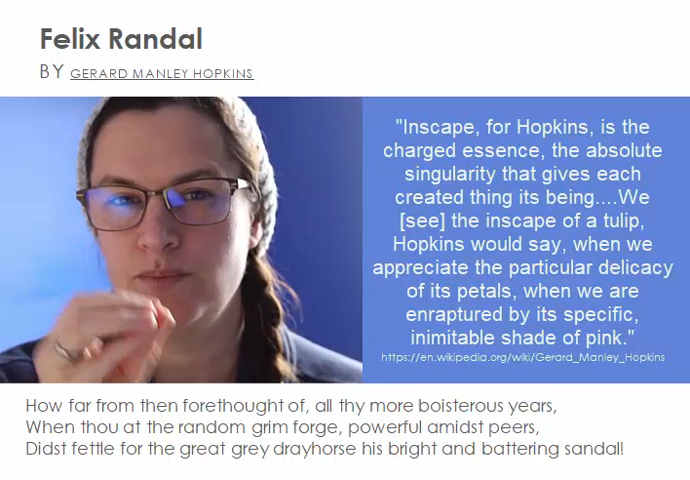 Felix Randal
BY GERARD MANLEY HOPKINS
"Inscape, for Hopkins, is the
charged essence, the absolute
singularity that gives each
created thing its being....We
[see] the inscape of a tulip,
Hopkins would say, when we
appreciate the particular delicacy
of its petals, when we are
enraptured by its specific,
inimitable shade of pink."
https://en.wikipedia.org/wiki/Gerard_Manley_Hopkins
How far from then forethought of, all thy more boisterous years,
When thou at the random grim forge, powerful amidst peers,
Didst fettle for the great grey drayhorse his bright and battering sandal!